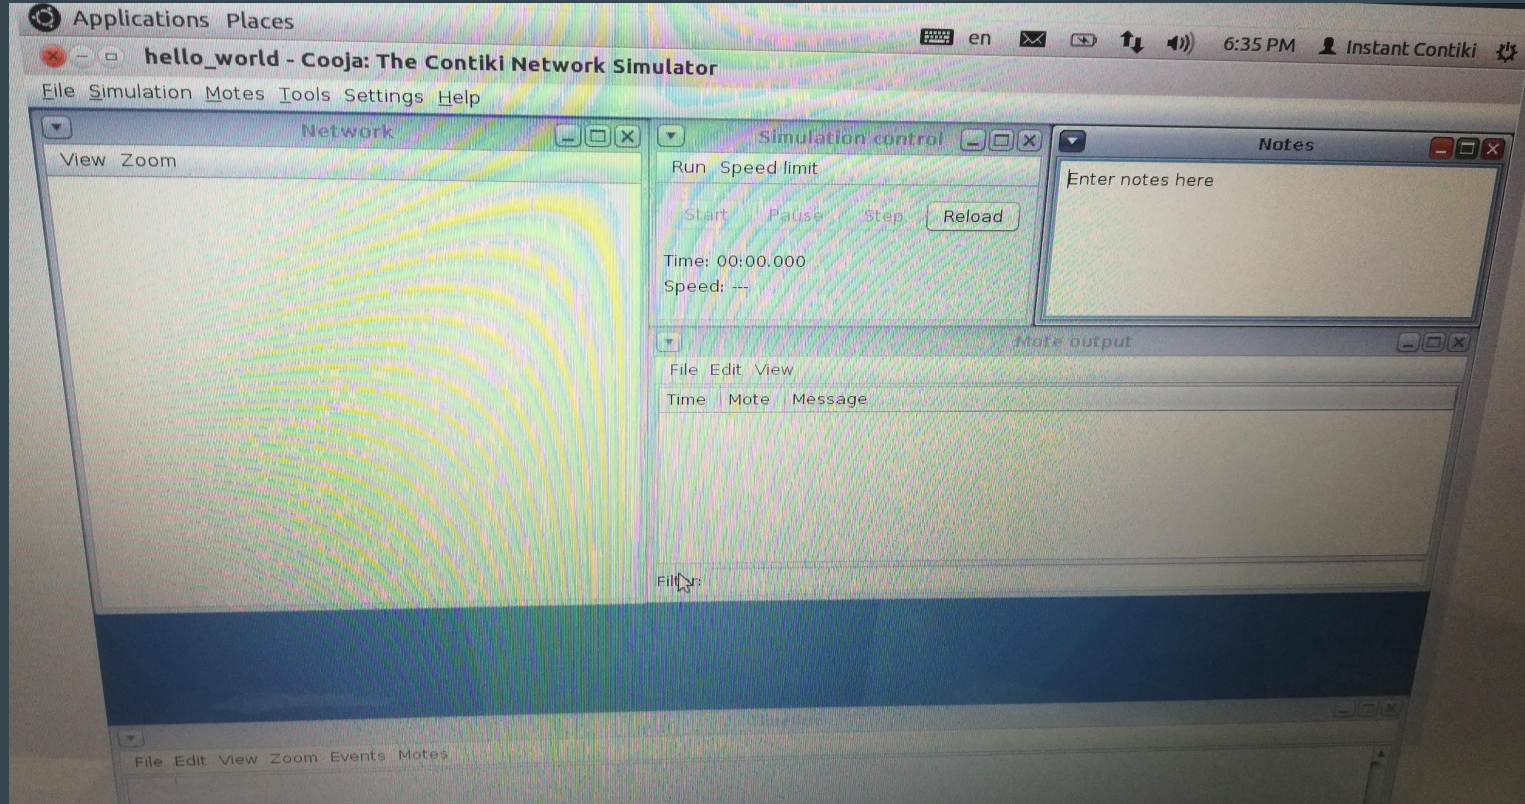 Applications Places
en 6:35 PM Instant Contiki
hello_world - Cooja: The Contiki Network Simulator
File Simulation Motes Tools Settings Help
Network
View Zoom
Simulation control
Run Speed limit
Start Pause Step Reload
Time: 00:00.000
Speed: ---
Notes
Enter notes here
Mote output
File Edit View
Time Mote Message
Timeline
File Edit View Zoom Events Motes